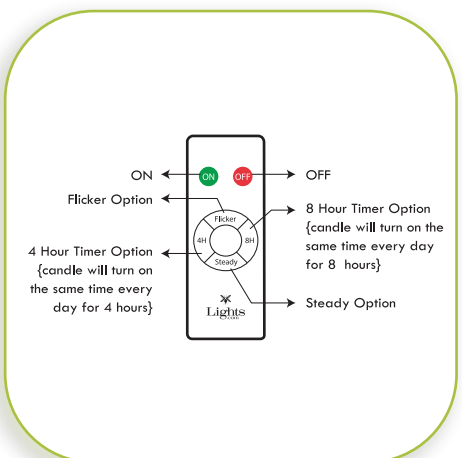 ON
OFF
ON
OFF
Flicker Option
Flicker
8 Hour Timer Option
{candle will turn on the
same time every day
for 8 hours}
4H
8H
4 Hour Timer Option
{candle will turn on
the same time every
day for 4 hours}
Steady
Steady Option
Lights
.com